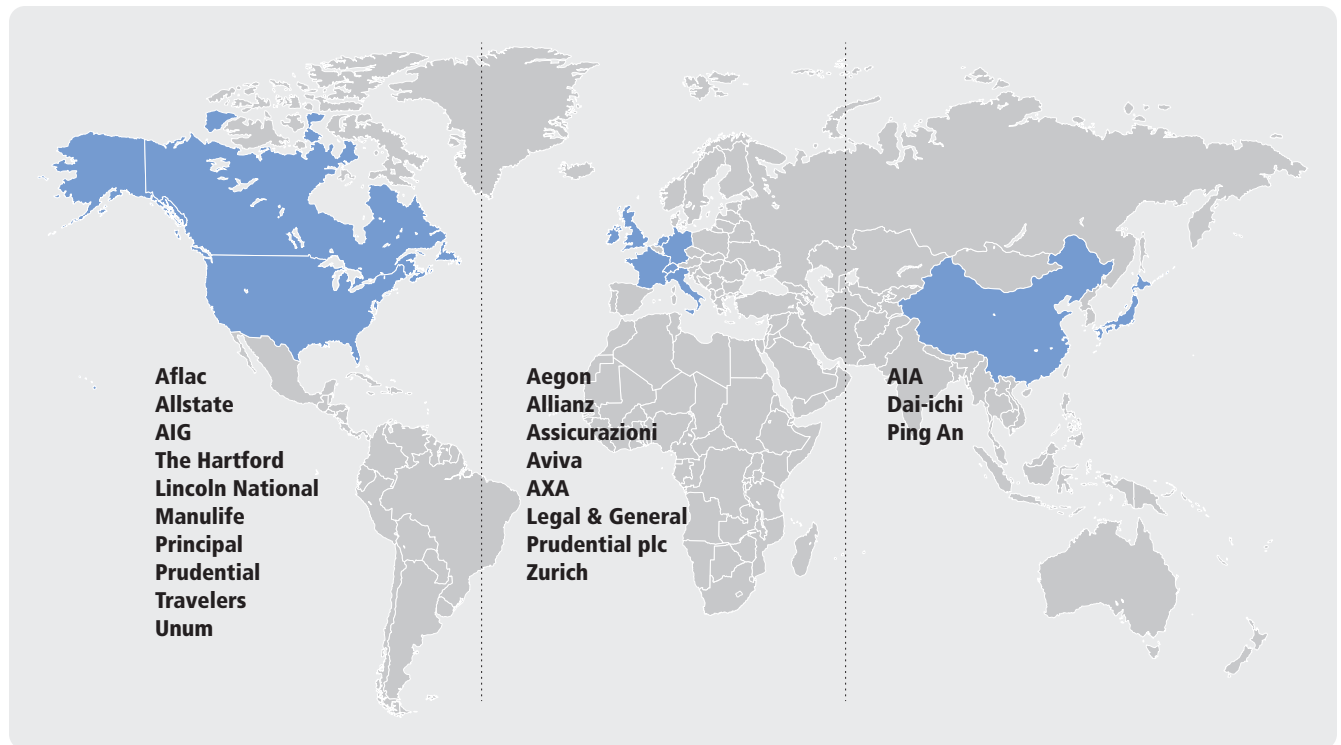 Aflac
Allstate
AIG
The Hartford
Lincoln National
Manulife
Principal
Prudential
Travelers
Unum
Aegon
Allianz
Assicurazioni
Aviva
AXA
Legal & General
Prudential plc
Zurich
AIA
Dai-ichi
Ping An